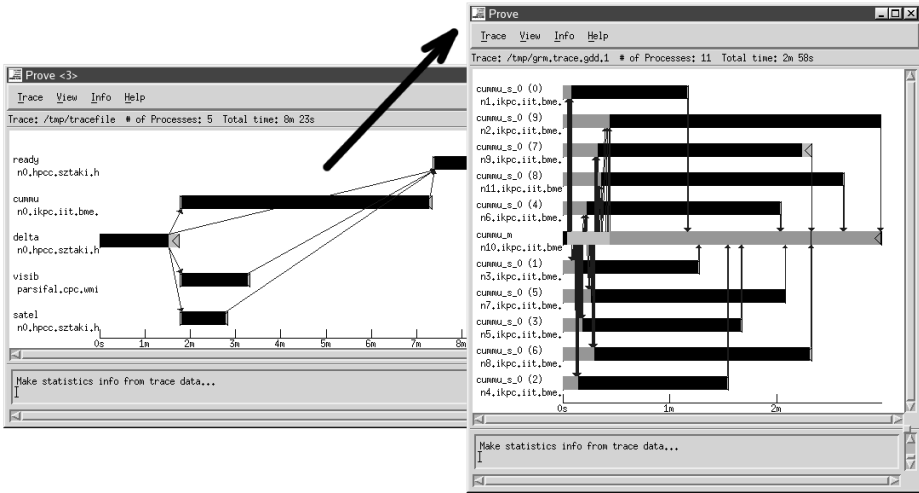 Prove <3>
Trace View Info Help
Trace: /tmp/tracefile # of Processes: 5 Total time: 8m 23s
ready
n0.hpcc.sztaki.h
cummu
n0.ikpc.iit.bme.
delta
n0.hpcc.sztaki.h
visib
parsifal.cpc.wmi
satel
n0.hpcc.sztaki.h
0s 1m 2m 3m 4m 5m 6m 7m 8m
Make statistics info from trace data...
Prove
Trace View Info Help
Trace: /tmp/grm.trace.gdd.1 # of Processes: 11 Total time: 2m 58s
cummu_s_0 (0)
n1.ikpc.iit.bme.
cummu_s_0 (9)
n2.ikpc.iit.bme.
cummu_s_0 (7)
n9.ikpc.iit.bme.
cummu_s_0 (8)
n11.ikpc.iit.bme.
cummu_s_0 (4)
n6.ikpc.iit.bme.
cummu_m
n10.ikpc.iit.bme
cummu_s_0 (1)
n3.ikpc.iit.bme.
cummu_s_0 (5)
n7.ikpc.iit.bme.
cummu_s_0 (3)
n5.ikpc.iit.bme.
cummu_s_0 (6)
n8.ikpc.iit.bme.
cummu_s_0 (2)
n4.ikpc.iit.bme.
0s 1m 2m
Make statistics info from trace data...